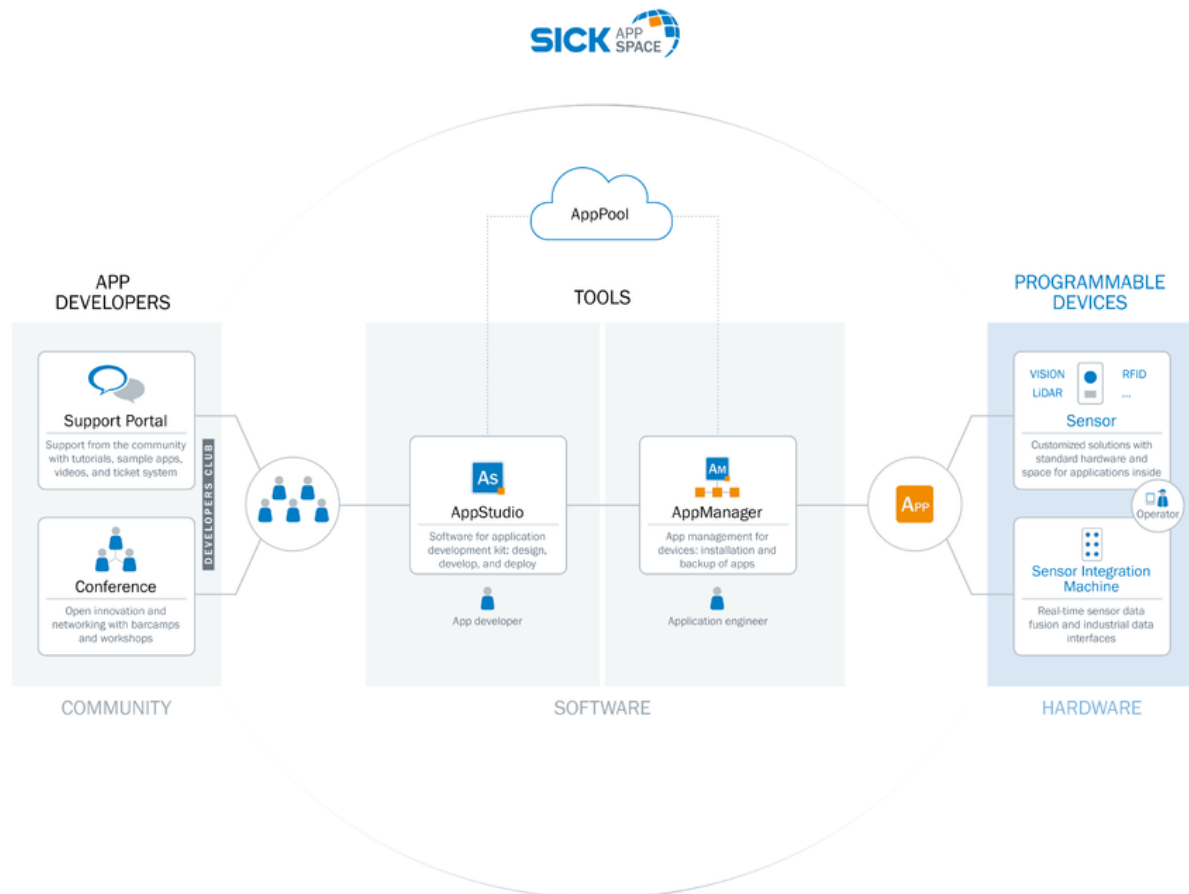 SICK APP
SPACE
AppPool
APP
DEVELOPERS
TOOLS
PROGRAMMABLE
DEVICES
Support Portal
Support from the community
with tutorials, sample apps,
videos, and ticket system
Conference
Open innovation and
networking with barcamps
and workshops
DEVELOPERS CLUB
As
AppStudio
Software for application
development kit: design,
develop, and deploy
App developer
AM
AppManager
App management for
devices: installation and
backup of apps
Application engineer
APP
VISION
RFID
LiDAR
...
Sensor
Customized solutions with
standard hardware and
space for applications inside
Operator
Sensor Integration
Machine
Real-time sensor data
fusion and industrial data
interfaces
COMMUNITY
SOFTWARE
HARDWARE